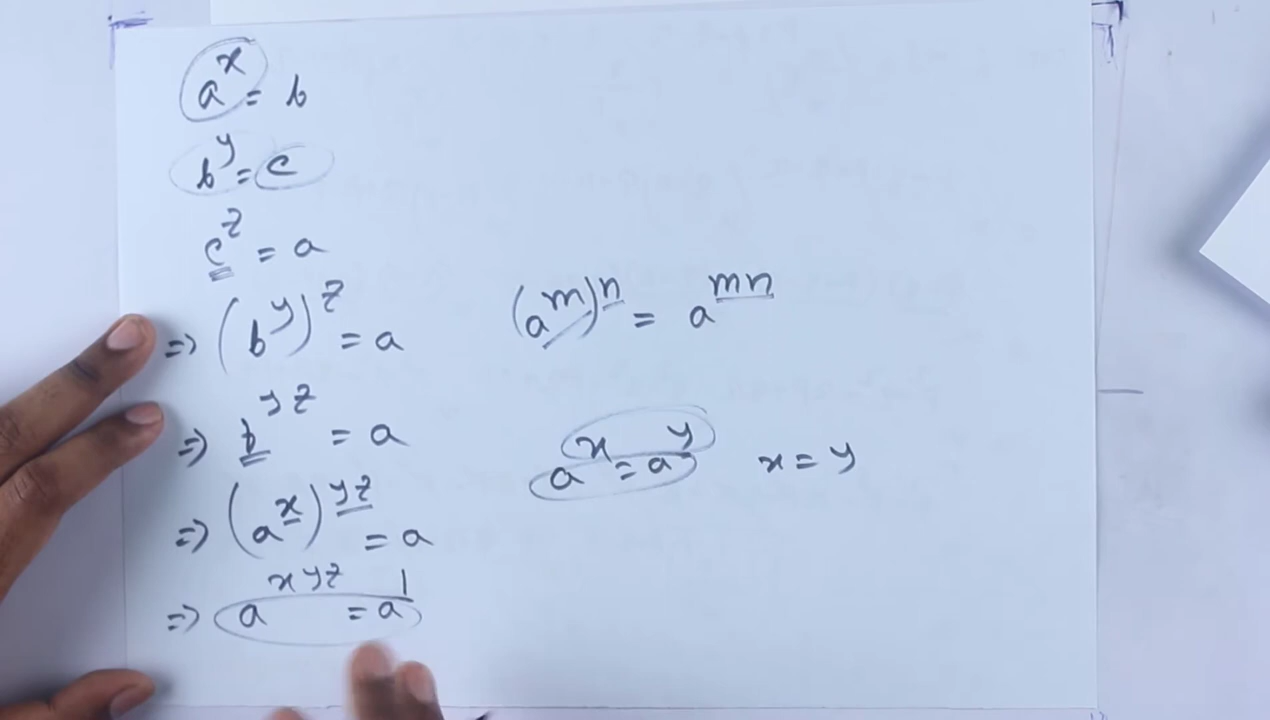 a^x = b
b^y = c
c^z = a
=> (b^y)^z = a
(a^m)^n = a^mn
=> b^yz = a
a^x = a^y x = y
=> (a^x)^yz = a
=> a^xyz = a^1